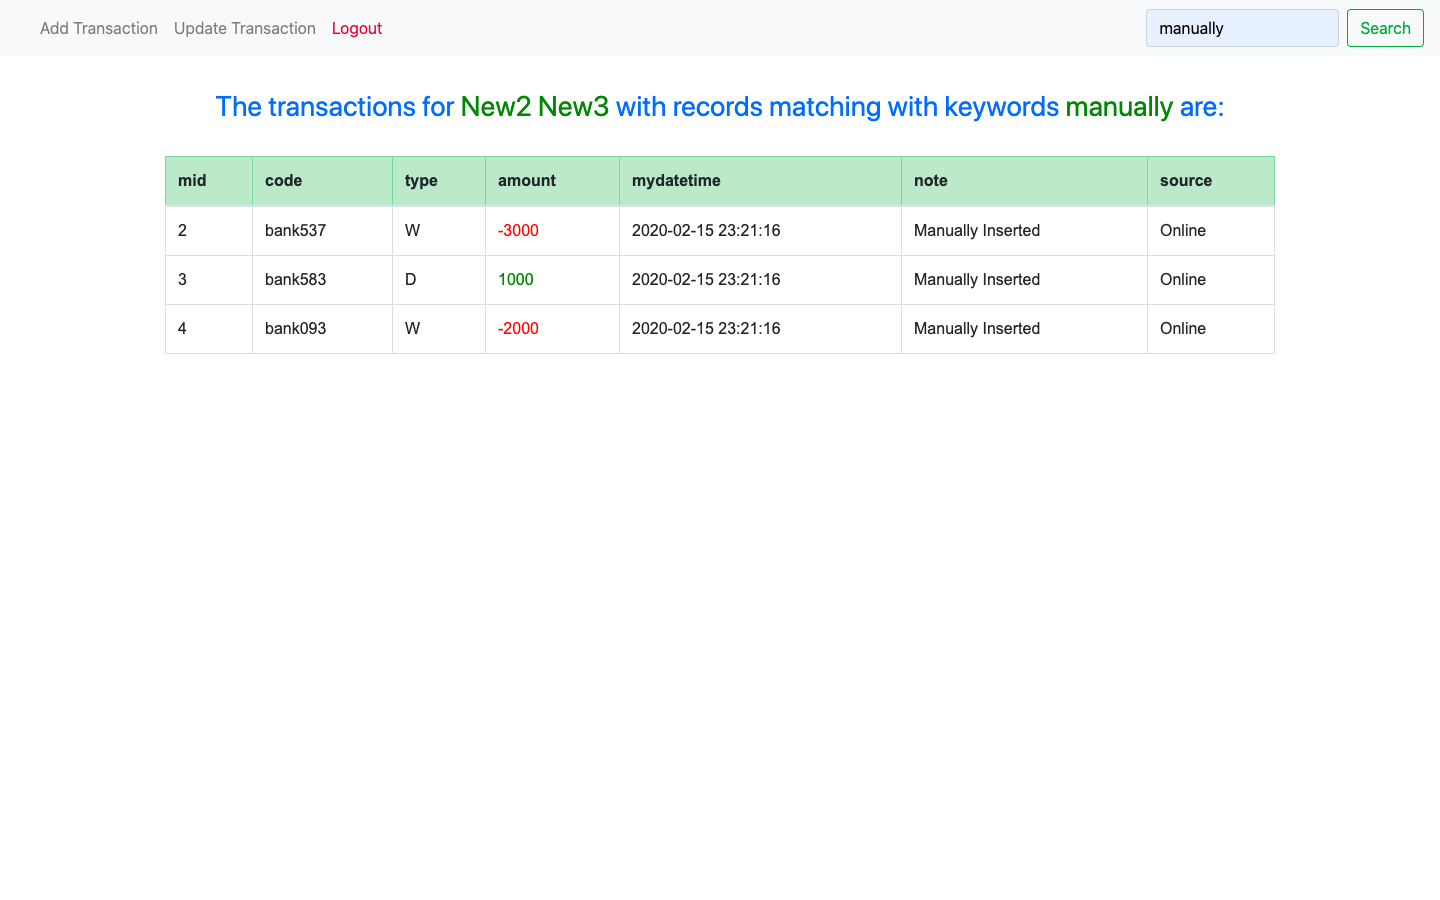 Add Transaction Update Transaction Logout manually Search
The transactions for New2 New3 with records matching with keywords manually are:
mid code type amount mydatetime note source
2 bank537 W -3000 2020-02-15 23:21:16 Manually Inserted Online
3 bank583 D 1000 2020-02-15 23:21:16 Manually Inserted Online
4 bank093 W -2000 2020-02-15 23:21:16 Manually Inserted Online